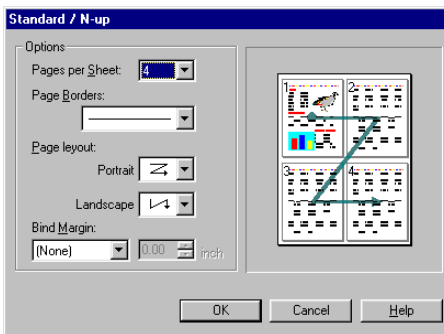 Standard / N-up
Options
Pages per Sheet: 4
Page Borders:
Page leyout:
Portrait
Landscape
Bind Margin:
(None) 0.00 inch
1 2
3 4
OK Cancel Help